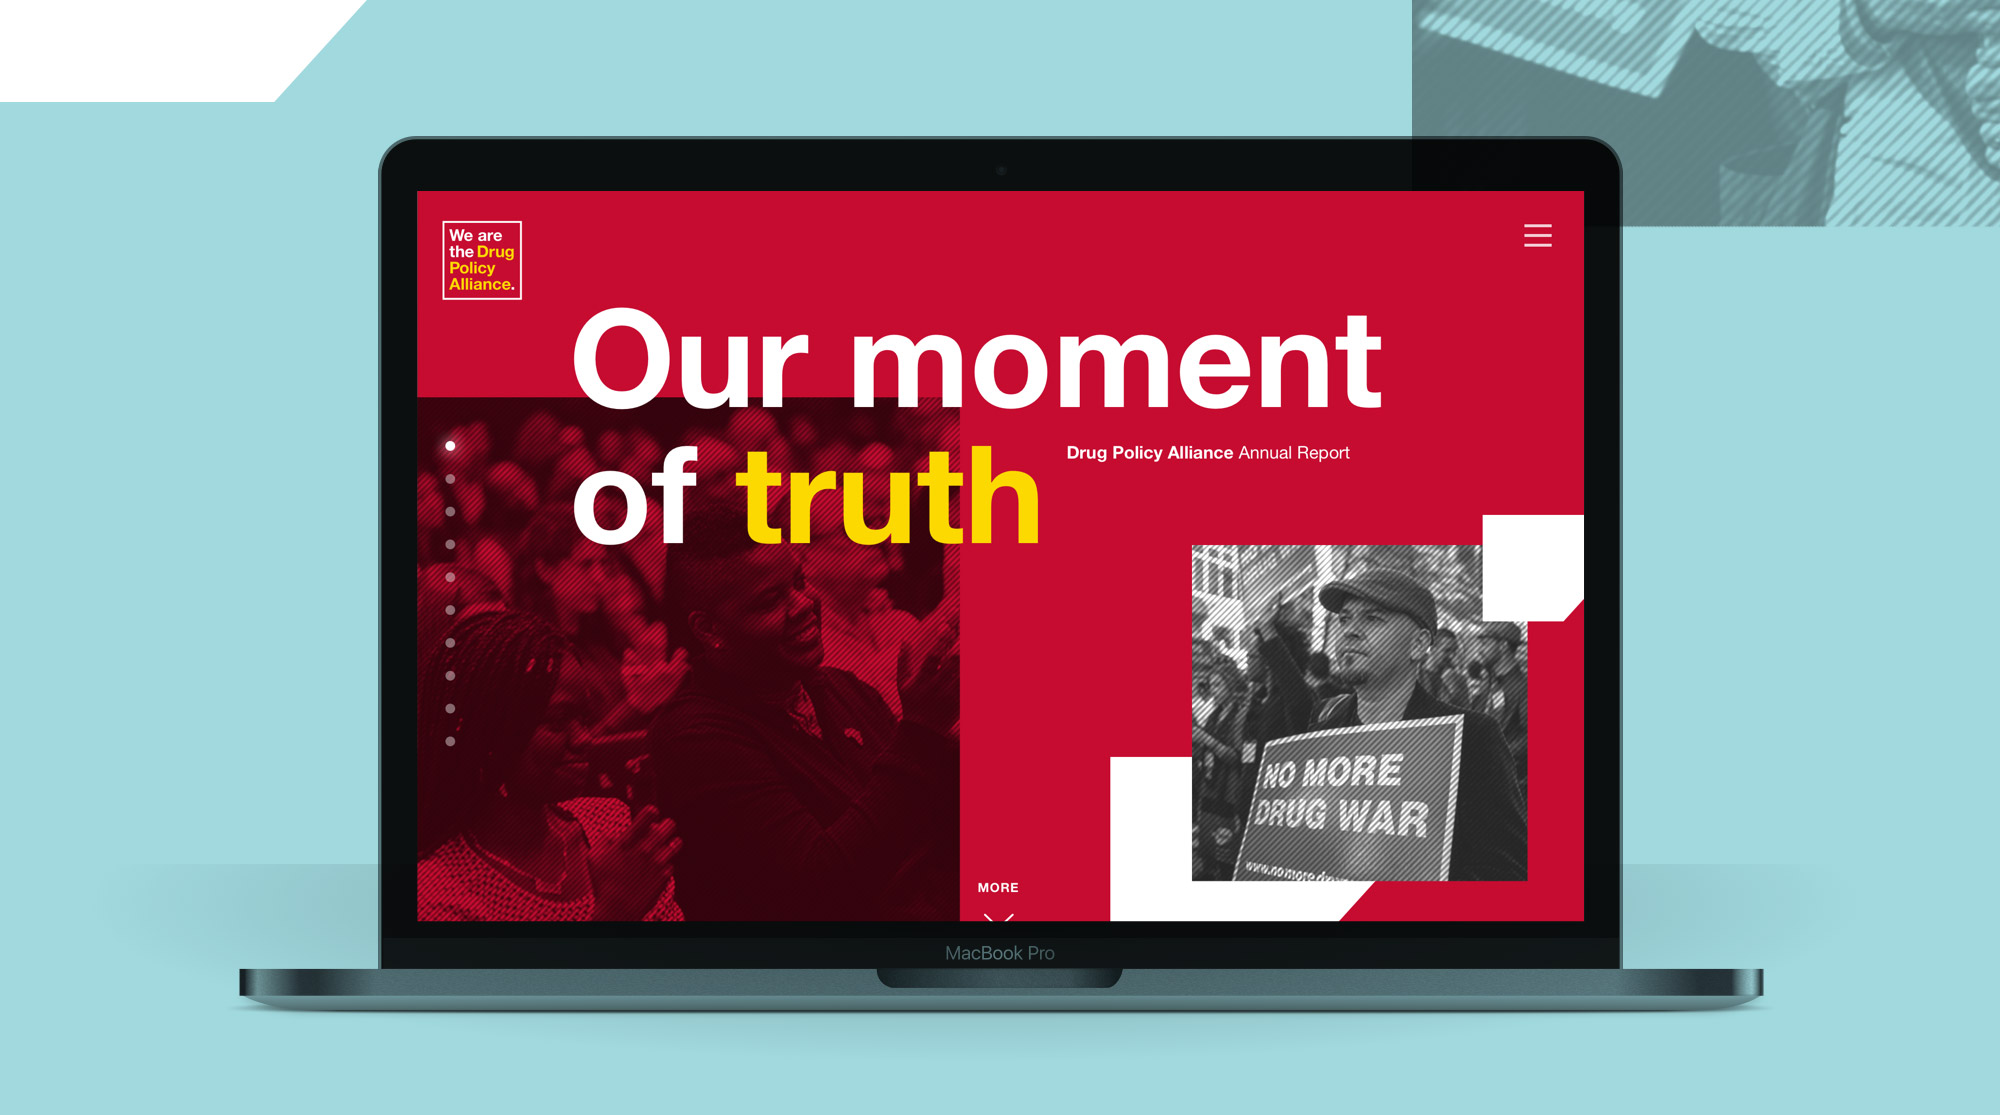 We are
the Drug
Policy
Alliance.
Our moment
of truth
Drug Policy Alliance Annual Report
NO MORE
DRUG WAR
MORE
MacBook Pro